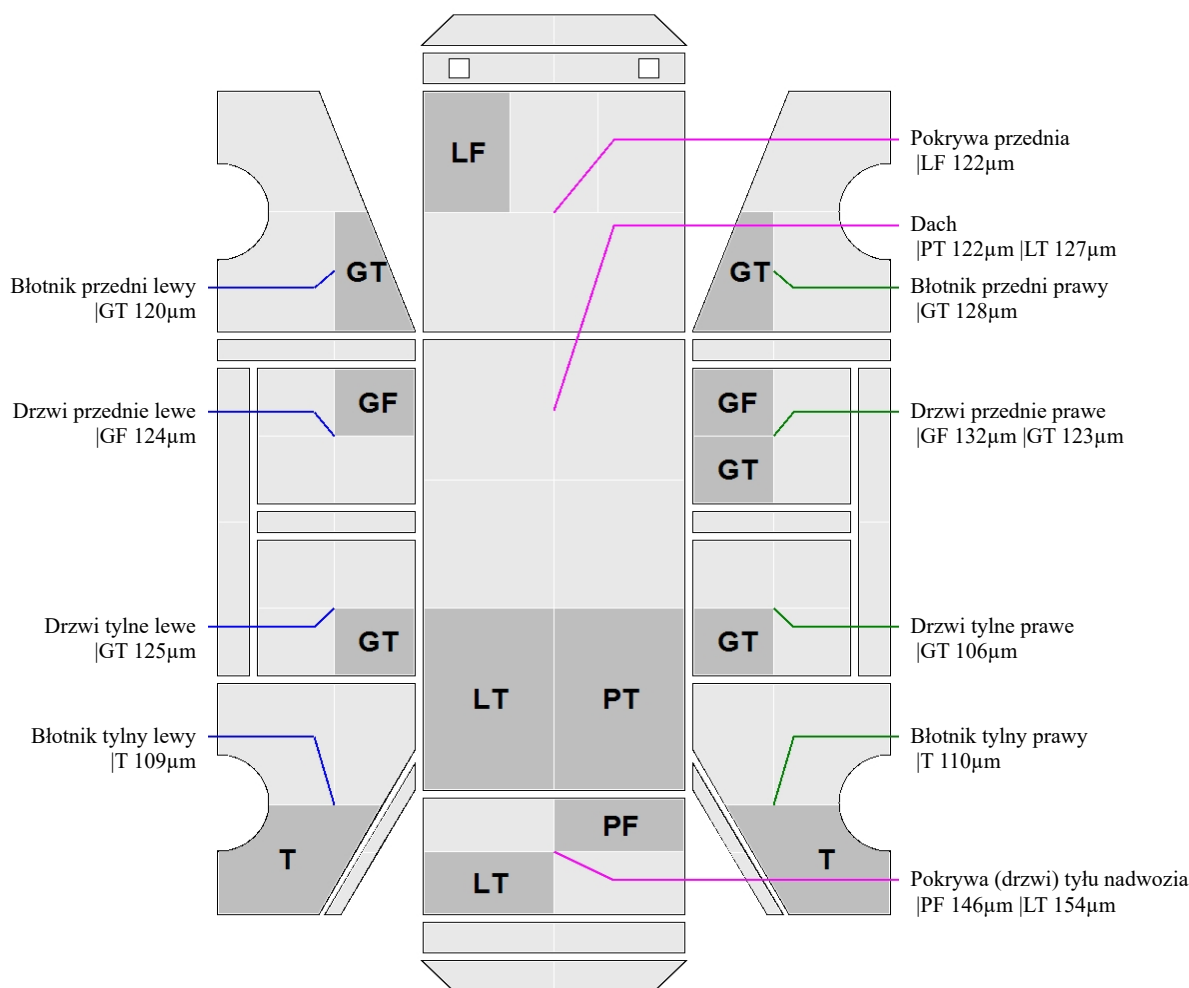 LF
Pokrywa przednia
|LF 122µm
Dach
|PT 122µm |LT 127µm
GT
GT
Błotnik przedni lewy
|GT 120µm
Błotnik przedni prawy
|GT 128µm
GF
GF
Drzwi przednie lewe
|GF 124µm
Drzwi przednie prawe
|GF 132µm |GT 123µm
GT
Drzwi tylne lewe
|GT 125µm
GT
GT
Drzwi tylne prawe
|GT 106µm
LT
PT
Błotnik tylny lewy
|T 109µm
Błotnik tylny prawy
|T 110µm
PF
T
LT
T
Pokrywa (drzwi) tyłu nadwozia
|PF 146µm |LT 154µm